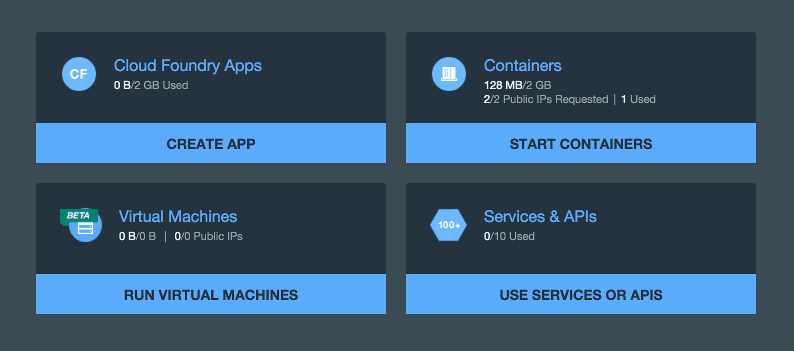 CF
Cloud Foundry Apps
0 B/2 GB Used
CREATE APP
Containers
128 MB/2 GB
2/2 Public IPs Requested | 1 Used
START CONTAINERS
BETA
Virtual Machines
0 B/0 B | 0/0 Public IPs
RUN VIRTUAL MACHINES
100+
Services & APIs
0/10 Used
USE SERVICES OR APIS